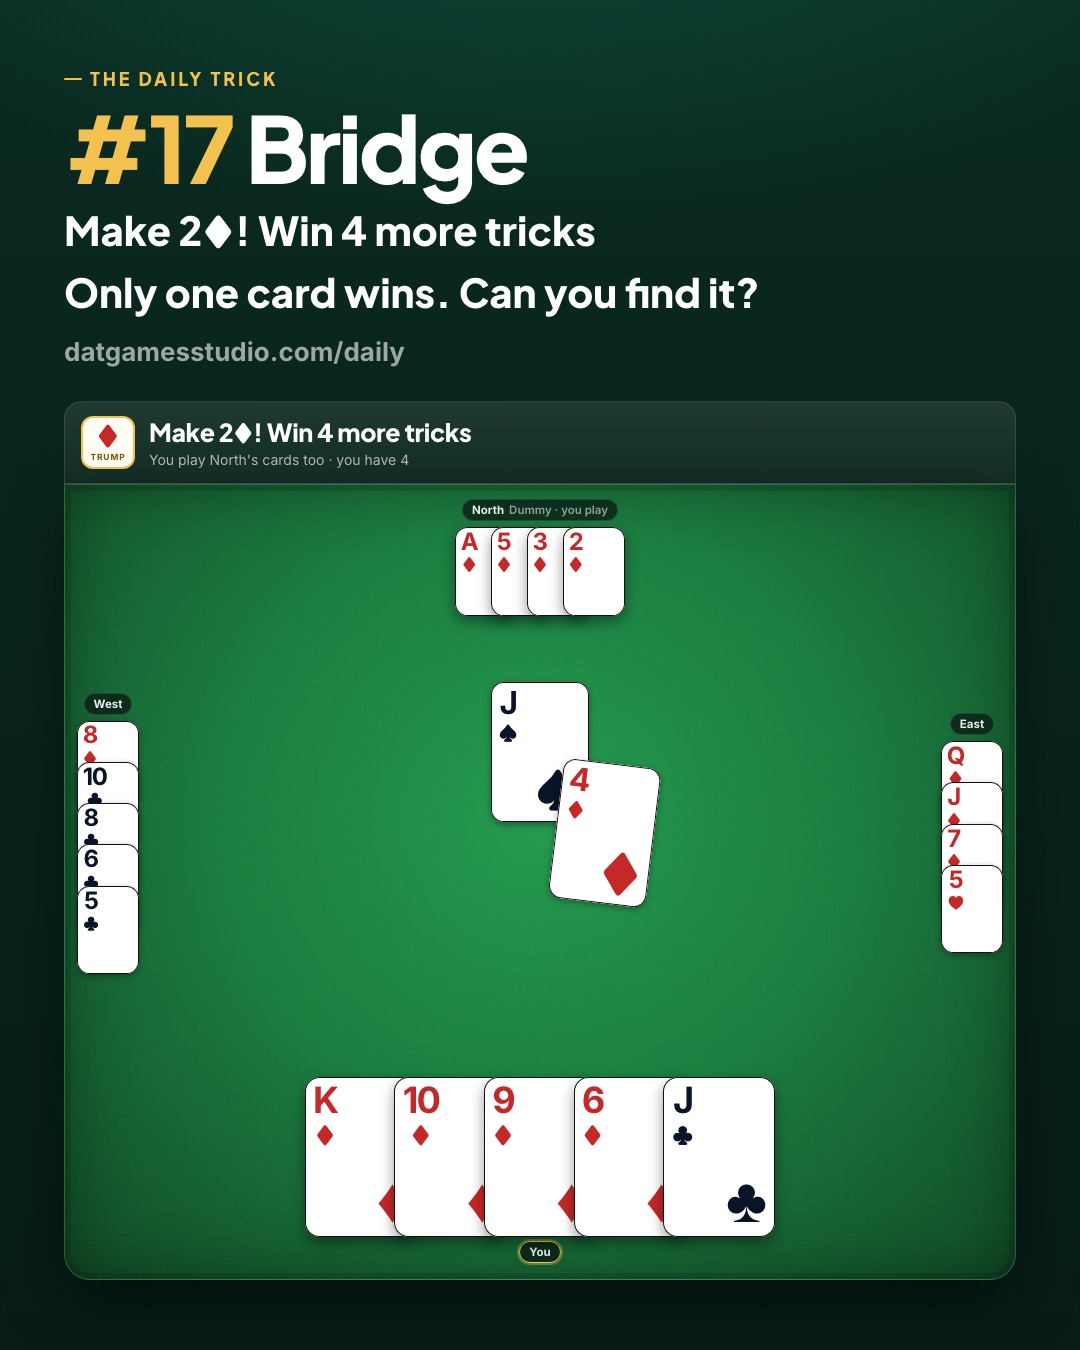 — THE DAILY TRICK
#17 Bridge
Make 2♦! Win 4 more tricks
Only one card wins. Can you find it?
datgamesstudio.com/daily
♦ TRUMP
Make 2♦! Win 4 more tricks
You play North's cards too · you have 4
North Dummy · you play
A♦ 5♦ 3♦ 2♦
J♠
4♦
West
8♦
10♣
8♣
6♣
5♣
East
Q♦
J♦
7♦
5♥
K♦ 10♦ 9♦ 6♦ J♣
You